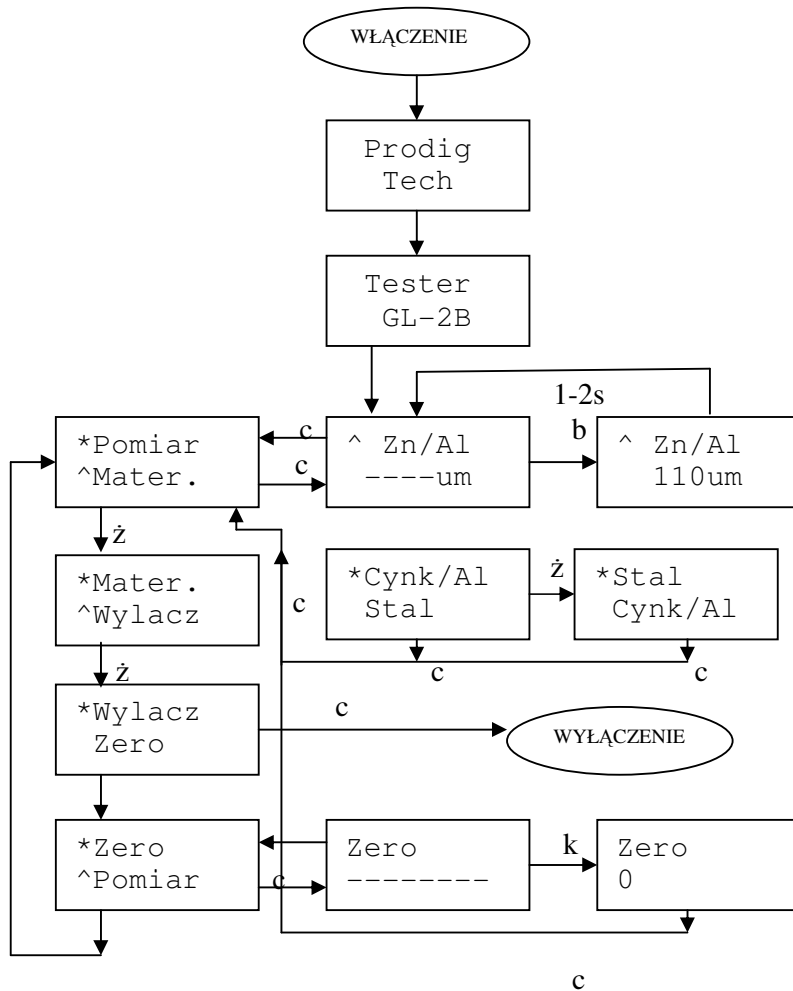 WŁĄCZENIE
Prodig
Tech
Tester
GL-2B
1-2s
*Pomiar
^Mater.
c
c
^ Zn/Al
----um
b
^ Zn/Al
110um
ż
*Mater.
^Wylacz
c
*Cynk/Al
Stal
ż
*Stal
Cynk/Al
ż
c
c
*Wylacz
Zero
c
WYŁĄCZENIE
*Zero
^Pomiar
c
Zero
--------
k
Zero
0
c